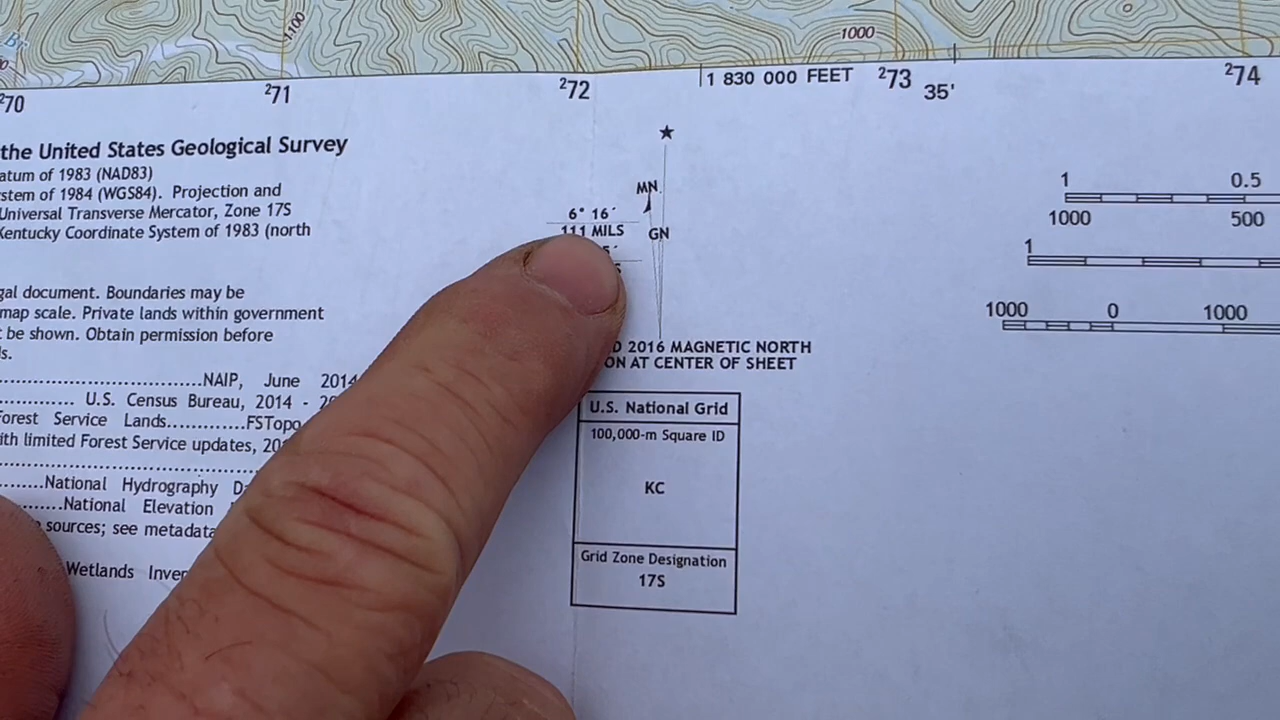 1100
1000
²70
²71
²72
1 830 000 FEET
²73
35'
²74
the United States Geological Survey
atum of 1983 (NAD83)
stem of 1984 (WGS84). Projection and
Universal Transverse Mercator, Zone 17S
Kentucky Coordinate System of 1983 (north
gal document. Boundaries may be
map scale. Private lands within government
t be shown. Obtain permission before
ls.
NAIP, June 2014
U.S. Census Bureau, 2014 -
Forest Service Lands.............FSTopo
ith limited Forest Service updates,
National Hydrography
National Elevation
sources; see metadata
Wetlands Inver
★
MN
6° 16´
111 MILS
GN
2016 MAGNETIC NORTH
ON AT CENTER OF SHEET
U.S. National Grid
100,000-m Square ID
KC
Grid Zone Designation
17S
1 0.5
1000 500
1
1000 0 1000